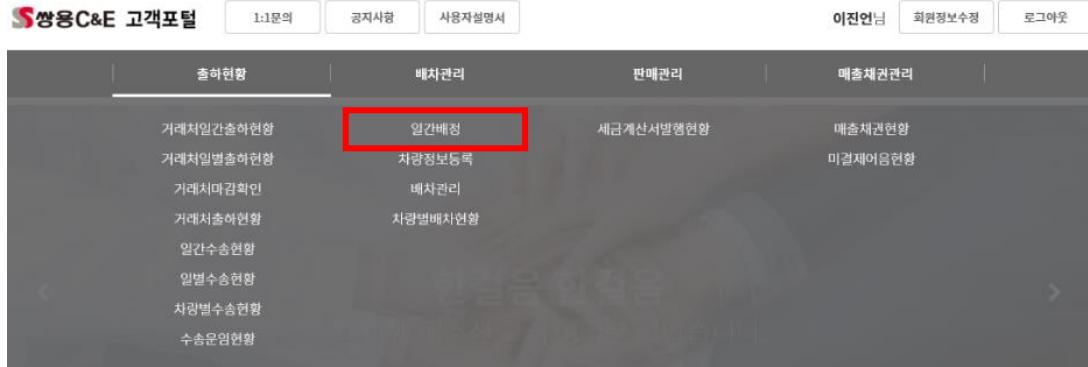 쌍용C&E 고객포털 1:1문의 공지사항 사용자설명서 이진언님 회원정보수정 로그아웃
출하현황 배차관리 판매관리 매출채권관리
거래처일간출하현황 일간배정 세금계산서발행현황 매출채권현황
거래처일별출하현황 차량정보등록 미결제어음현황
거래처마감확인 배차관리
거래처출하현황 차량별배차현황
일간수송현황
일별수송현황
차량별수송현황
수송운임현황